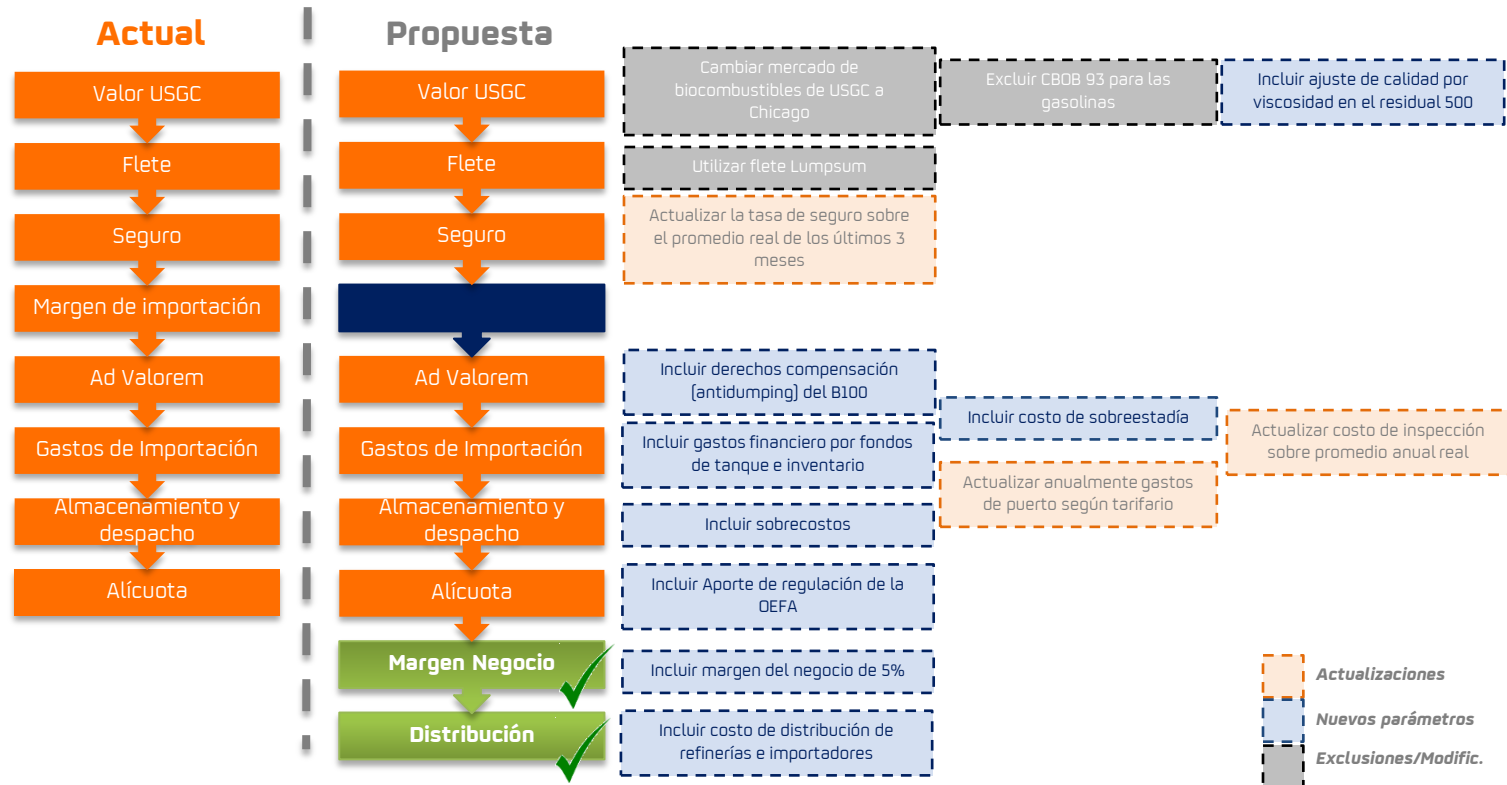 Actual
Valor USGC
Flete
Seguro
Margen de importación
Ad Valorem
Gastos de Importación
Almacenamiento y
despacho
Alícuota
Propuesta
Valor USGC
Flete
Seguro
Ad Valorem
Gastos de Importación
Almacenamiento y
despacho
Alícuota
Margen Negocio
Distribución
Cambiar mercado de
biocombustibles de USGC a
Chicago
Excluir CBOB 93 para las
gasolinas
Incluir ajuste de calidad por
viscosidad en el residual 500
Utilizar flete Lumpsum
Actualizar la tasa de seguro sobre
el promedio real de los últimos 3
meses
Incluir derechos compensación
(antidumping) del B100
Incluir gastos financiero por fondos
de tanque e inventario
Incluir costo de sobreestadía
Actualizar costo de inspección
sobre promedio anual real
Actualizar anualmente gastos
de puerto según tarifario
Incluir sobrecostos
Incluir Aporte de regulación de la
OEFA
Incluir margen del negocio de 5%
Incluir costo de distribución de
refinerías e importadores
Actualizaciones
Nuevos parámetros
Exclusiones/Modific.